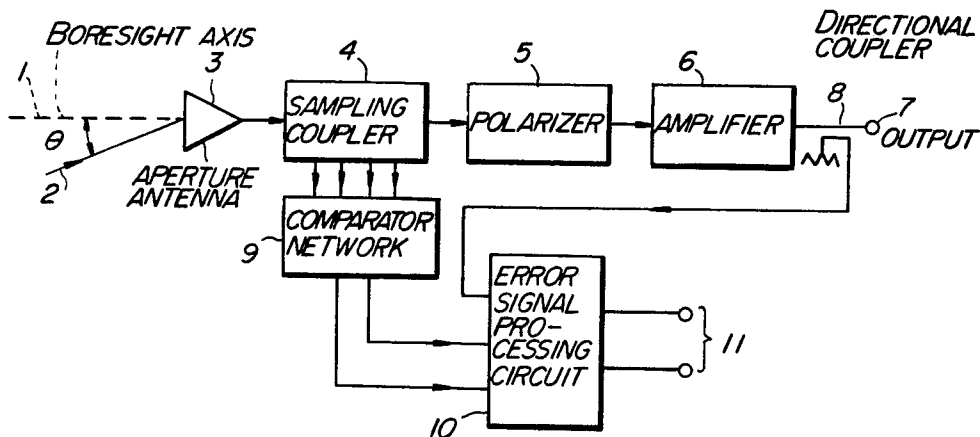 BORESIGHT AXIS
1
θ
2
3
APERTURE
ANTENNA
4
SAMPLING
COUPLER
5
POLARIZER
6
AMPLIFIER
DIRECTIONAL
COUPLER
8
7
OUTPUT
COMPARATOR
NETWORK
9
ERROR
SIGNAL
PRO-
CESSING
CIRCUIT
10
11